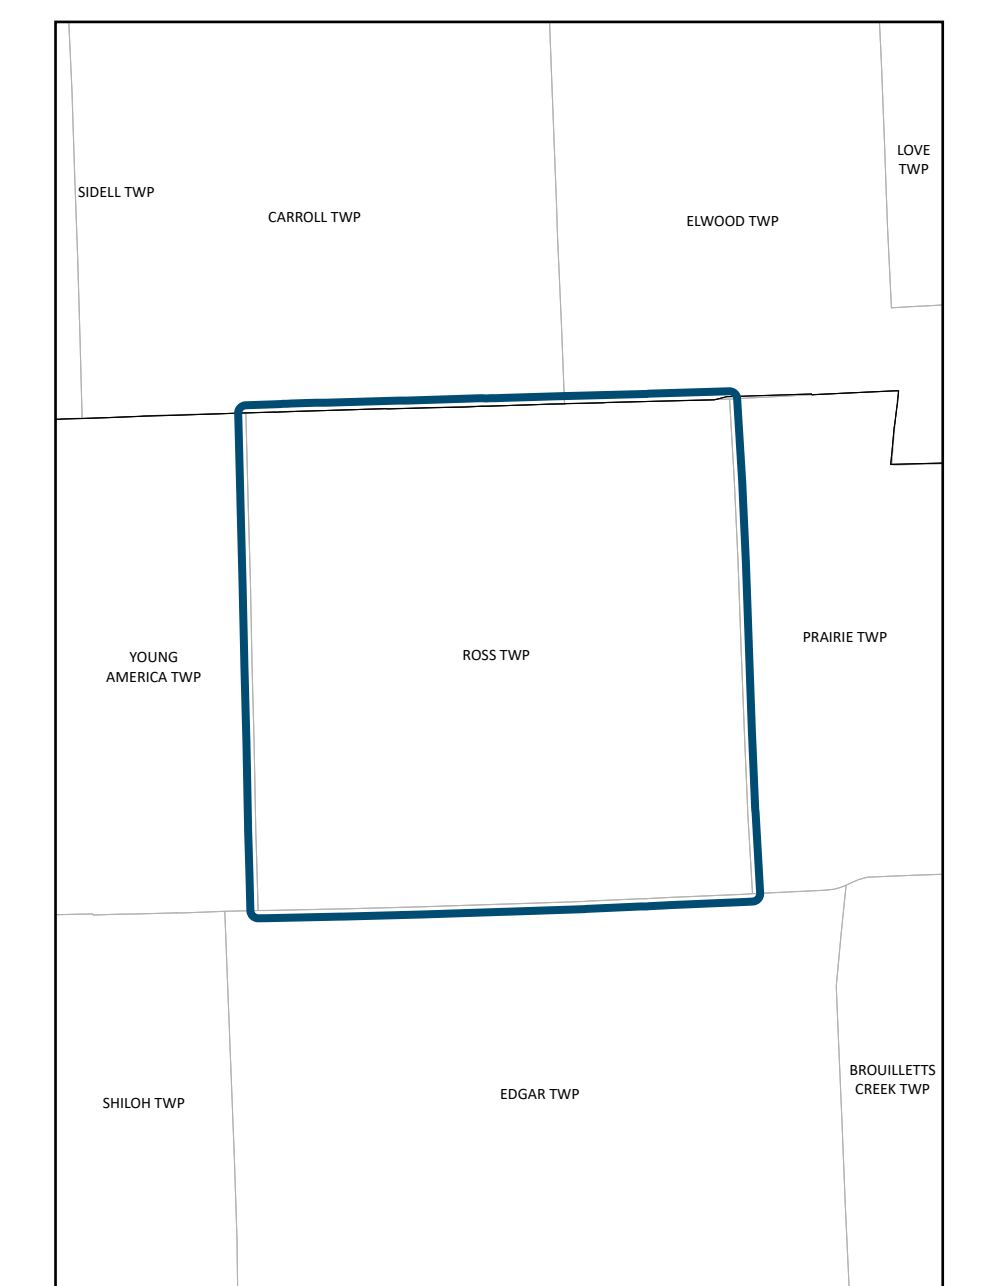 LOVE
TWP
SIDELL TWP
CARROLL TWP
ELWOOD TWP
YOUNG
AMERICA TWP
ROSS TWP
PRAIRIE TWP
SHILOH TWP
EDGAR TWP
BROUILLETTS
CREEK TWP